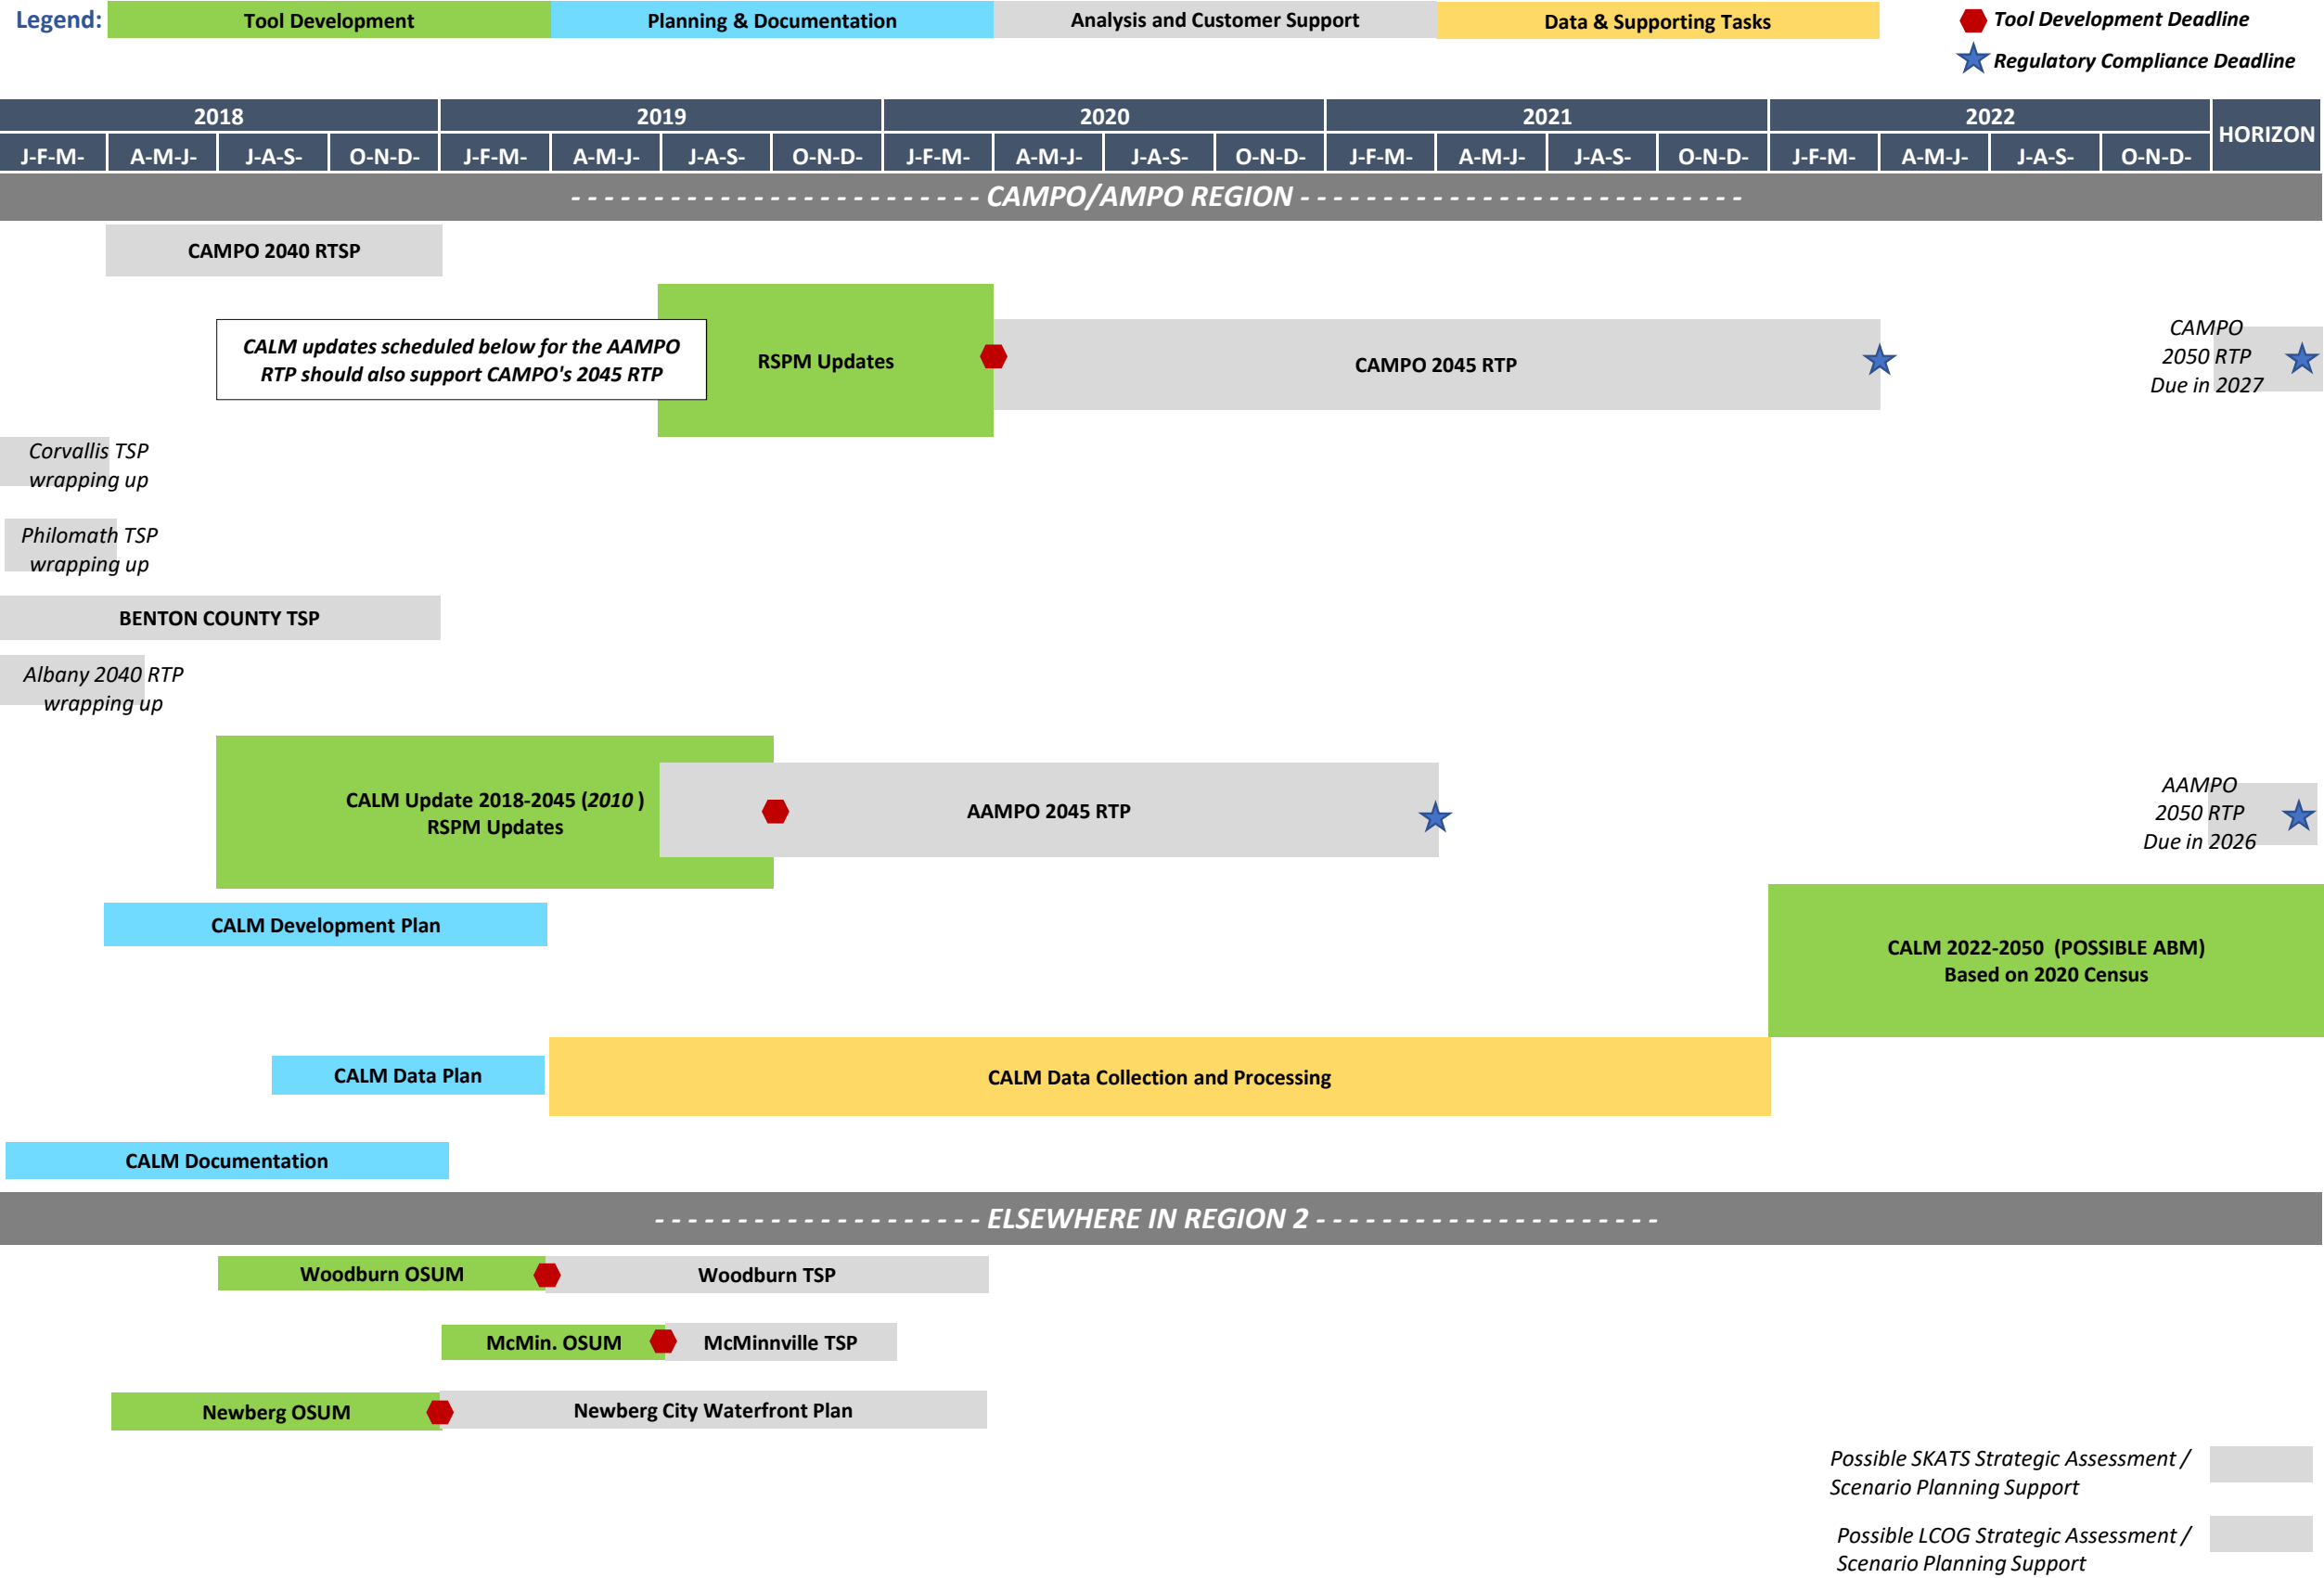 Legend:
Tool Development
Planning & Documentation
Analysis and Customer Support
Data & Supporting Tasks
Tool Development Deadline
Regulatory Compliance Deadline
2018 2019 2020 2021 2022 HORIZON
J-F-M- A-M-J- J-A-S- O-N-D- J-F-M- A-M-J- J-A-S- O-N-D- J-F-M- A-M-J- J-A-S- O-N-D- J-F-M- A-M-J- J-A-S- O-N-D- J-F-M- A-M-J- J-A-S- O-N-D-
- - - - - - - - - - - - - - - - - - - - - - - - - CAMPO/AMPO REGION - - - - - - - - - - - - - - - - - - - - - - - - - - -
CAMPO 2040 RTSP
CALM updates scheduled below for the AAMPO
RTP should also support CAMPO's 2045 RTP
RSPM Updates
CAMPO 2045 RTP
CAMPO
2050 RTP
Due in 2027
Corvallis TSP
wrapping up
Philomath TSP
wrapping up
BENTON COUNTY TSP
Albany 2040 RTP
wrapping up
CALM Update 2018-2045 (2010 )
RSPM Updates
AAMPO 2045 RTP
AAMPO
2050 RTP
Due in 2026
CALM Development Plan
CALM 2022-2050 (POSSIBLE ABM)
Based on 2020 Census
CALM Data Plan
CALM Data Collection and Processing
CALM Documentation
- - - - - - - - - - - - - - - - - - - - ELSEWHERE IN REGION 2 - - - - - - - - - - - - - - - - - - - - -
Woodburn OSUM
Woodburn TSP
McMin. OSUM
McMinnville TSP
Newberg OSUM
Newberg City Waterfront Plan
Possible SKATS Strategic Assessment /
Scenario Planning Support
Possible LCOG Strategic Assessment /
Scenario Planning Support